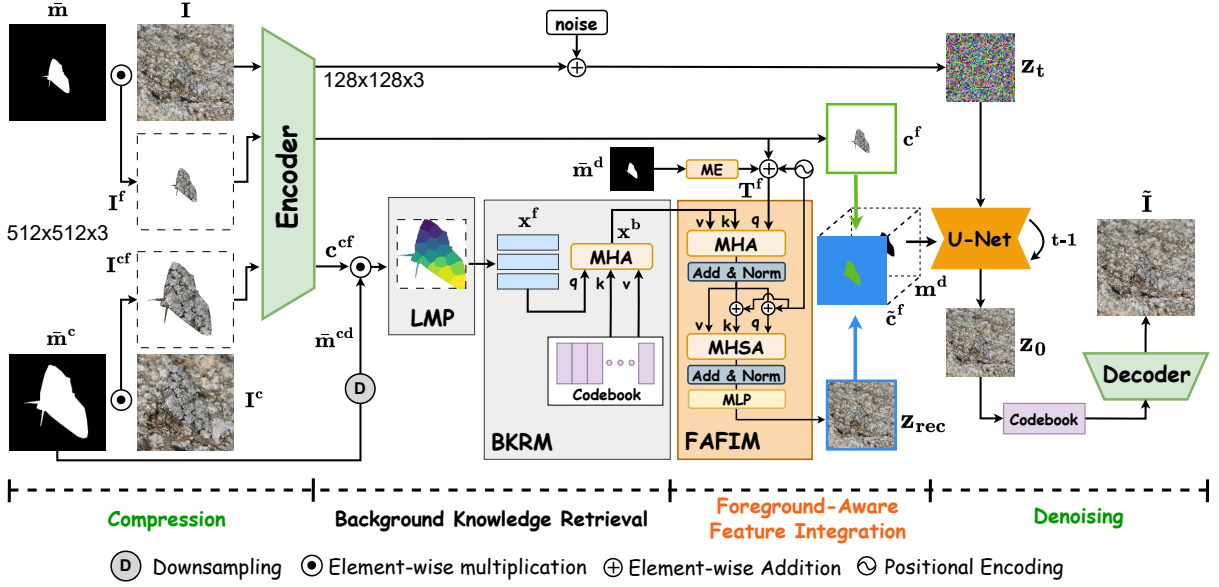 m̄
I
noise
128x128x3
z_t
Encoder
c^f
m̄^d
ME
T^f
I^f
512x512x3
I^cf
c^cf
x^f
x^b
v k q
MHA
MHA
Add & Norm
U-Net
t-1
Ĩ
q k v
LMP
m^d
c̃^f
m̄^c
m̄^cd
v k q
MHSA
z_0
I^c
D
Codebook
Add & Norm
MLP
Decoder
z_rec
Codebook
BKRM
FAFIM
Compression
Background Knowledge Retrieval
Foreground-Aware
Feature Integration
Denoising
D Downsampling
Element-wise multiplication
Element-wise Addition
Positional Encoding